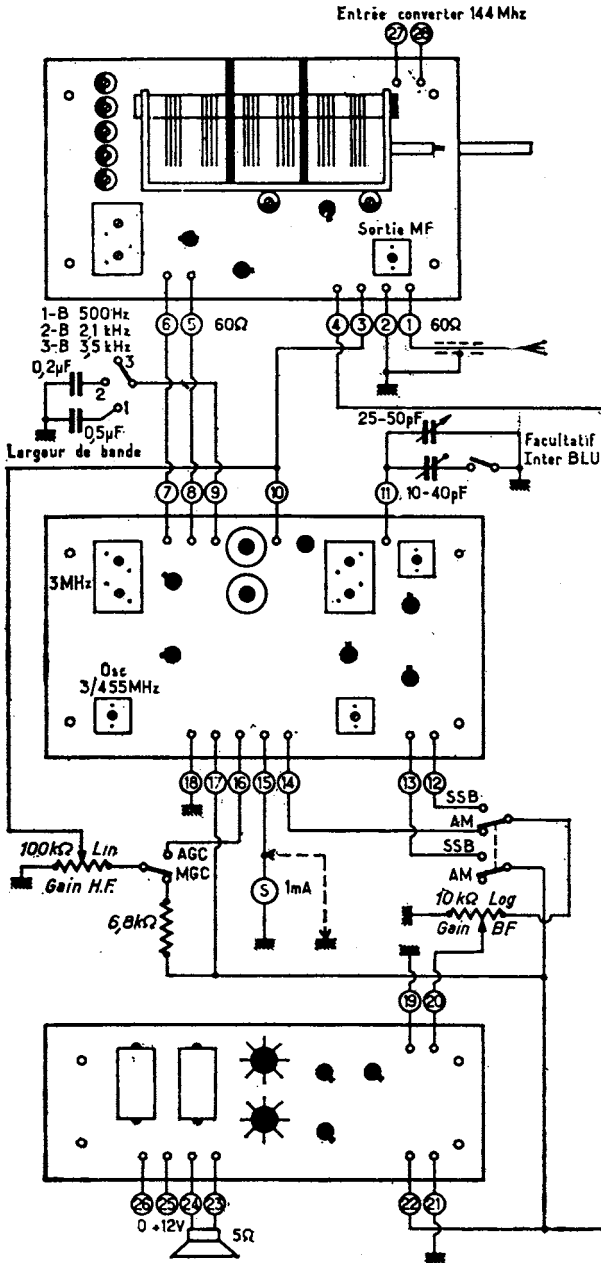 Entrée converter 144 Mhz
27 28
Sortie MF
6 5 60Ω 4 3 2 1 60Ω
1-B 500Hz
2-B 2,1 kHz
3-B 3,5 kHz
0,2µF
3
2
1
0,5µF
Largeur de bande
25-50pF
Facultatif
Inter BLU
10-40pF
7 8 9 10 11
3MHz
Osc
3/455MHz
18 17 16 15 14 13 12
SSB
AM
SSB
AM
100kΩ Lin
Gain H.F.
AGC
MGC
S 1mA
6,8kΩ
10kΩ Log
Gain BF
19 20
26 25 24 23 22 21
0 +12V
5Ω